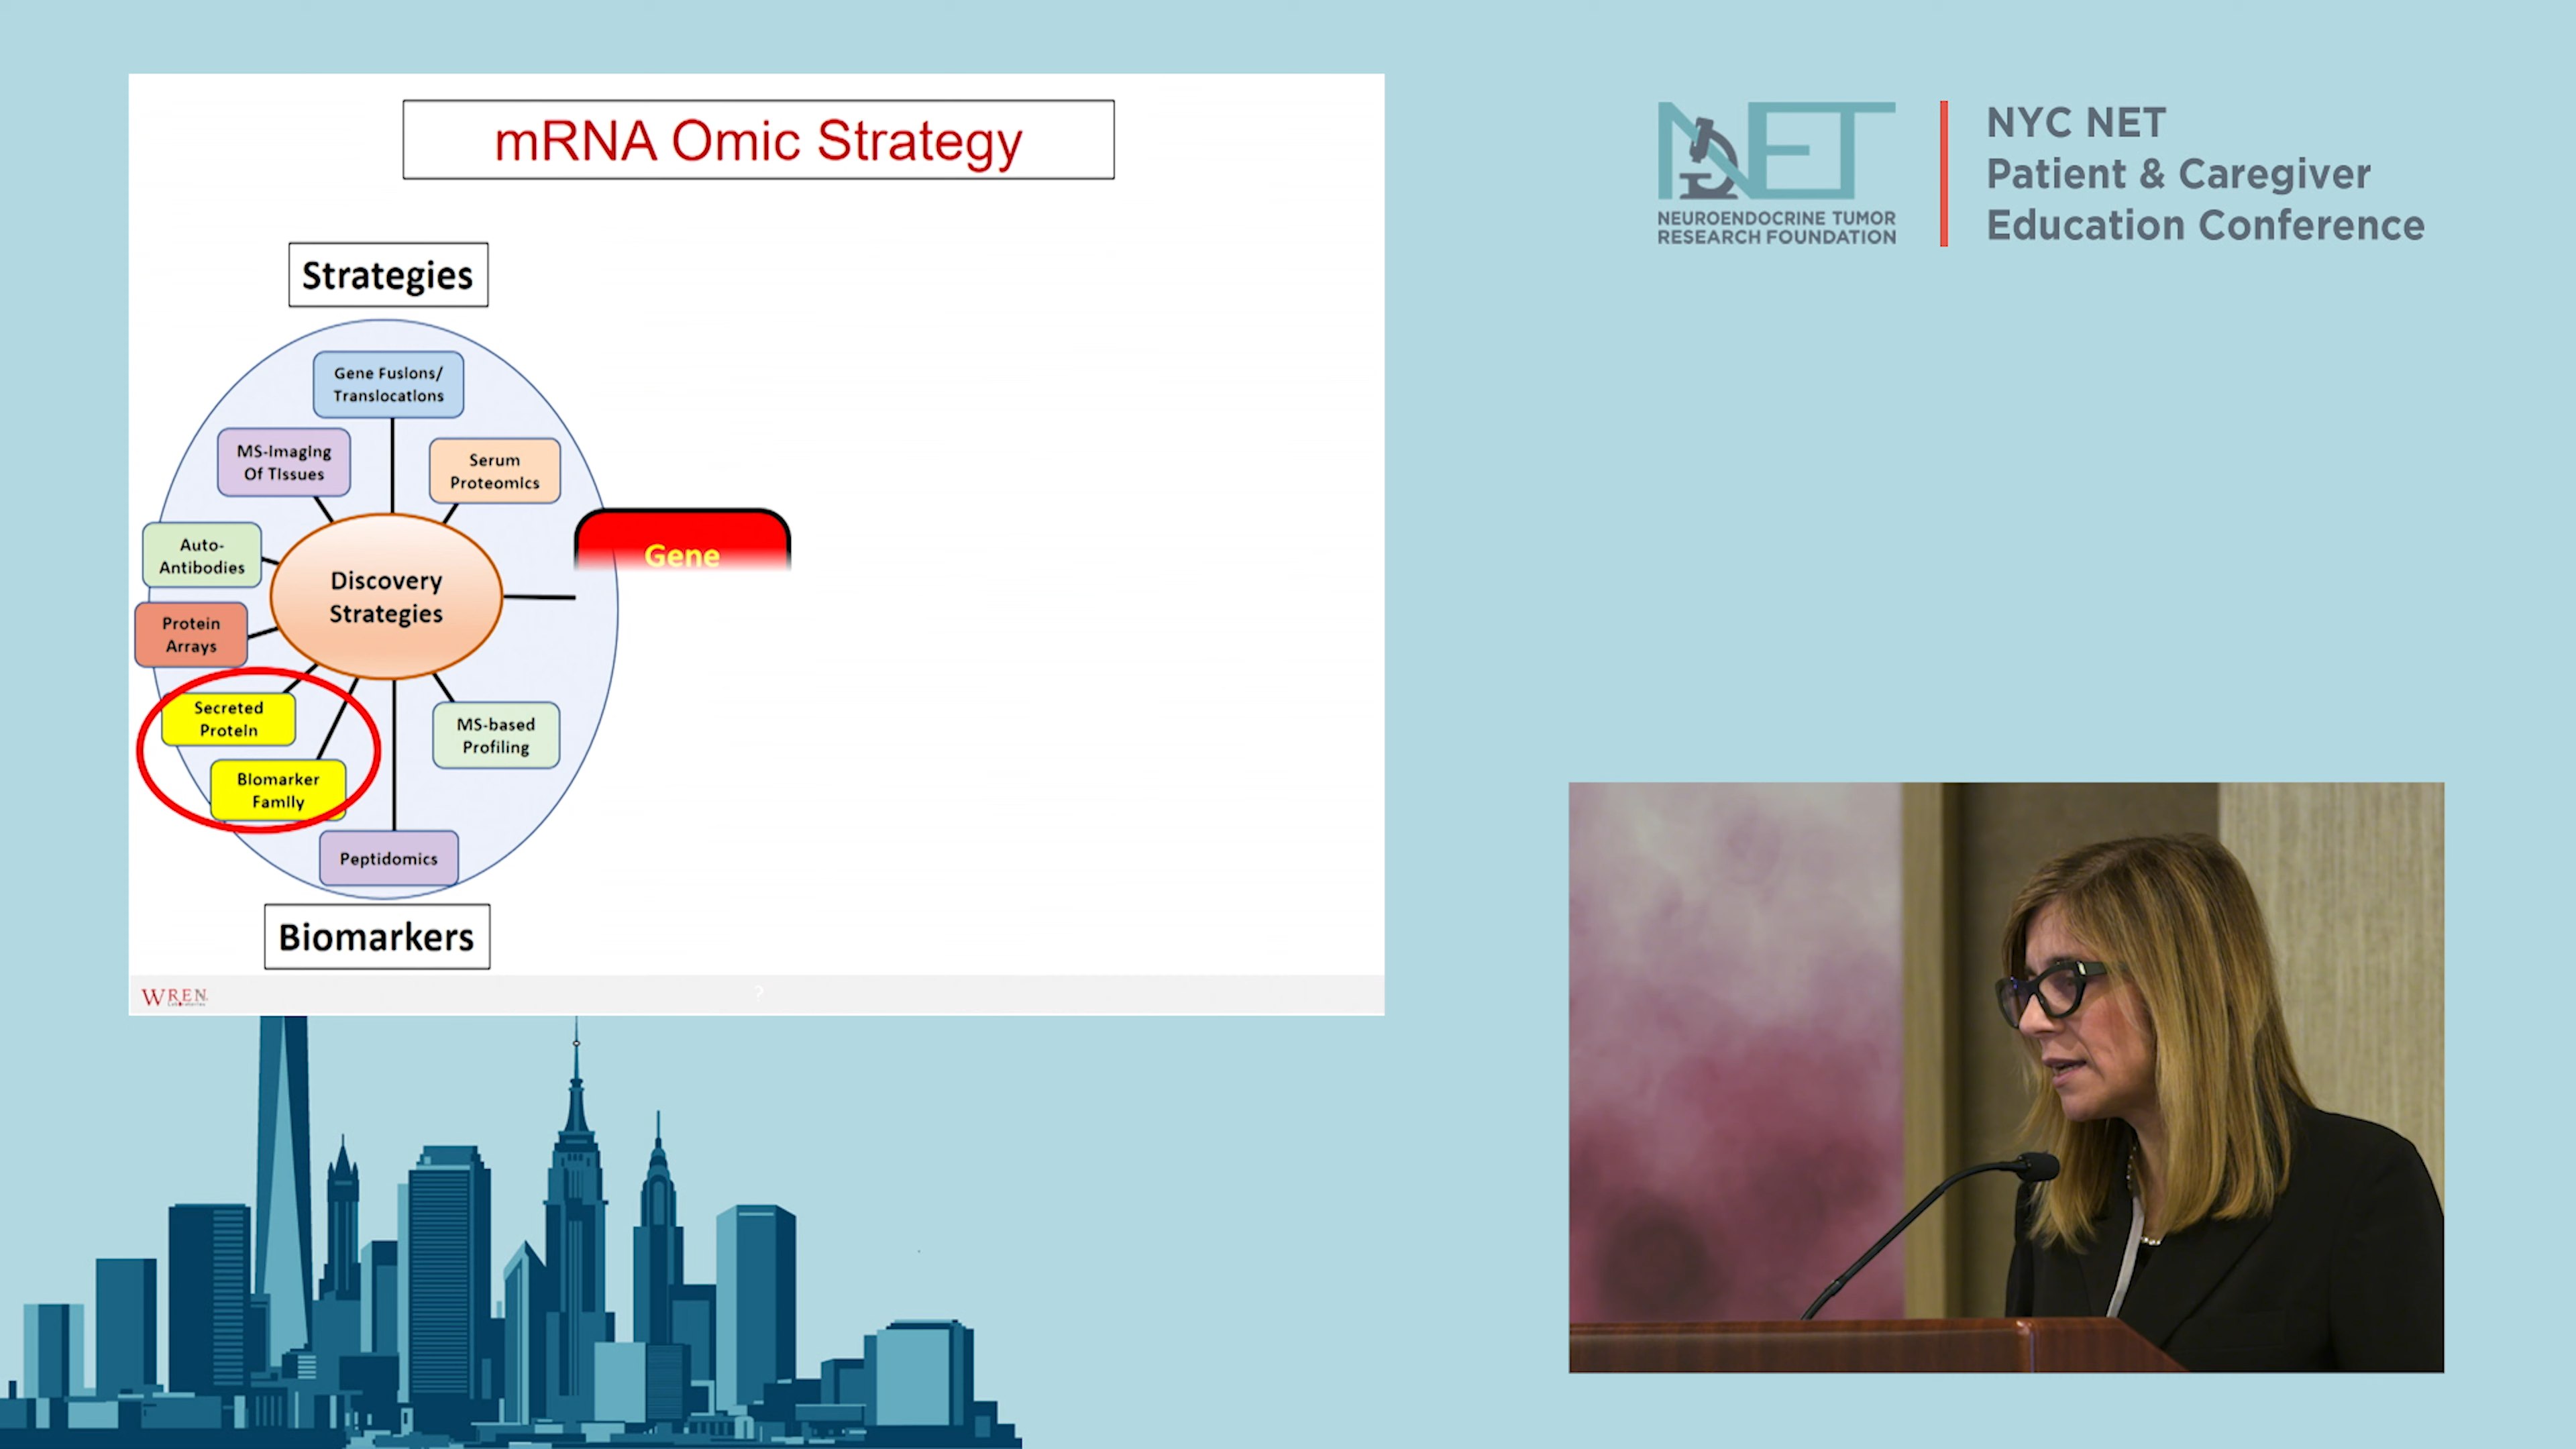 mRNA Omic Strategy
Strategies
Gene Fusions/
Translocations
MS-Imaging
Of Tissues
Serum
Proteomics
Auto-
Antibodies
Gene
Discovery
Strategies
Protein
Arrays
Secreted
Protein
MS-based
Profiling
Biomarker
Family
Peptidomics
Biomarkers
WREN
Laboratories
?
NET
NEUROENDOCRINE TUMOR
RESEARCH FOUNDATION
NYC NET
Patient & Caregiver
Education Conference